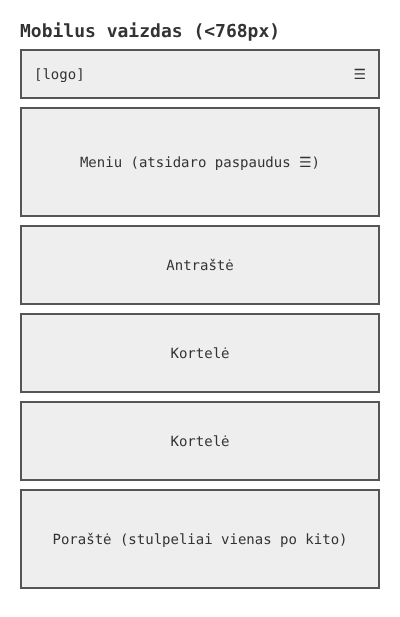 Mobilus vaizdas (<768px)
[logo] ☰
Meniu (atsidaro paspaudus ☰)
Antraštė
Kortelė
Kortelė
Poraštė (stulpeliai vienas po kito)